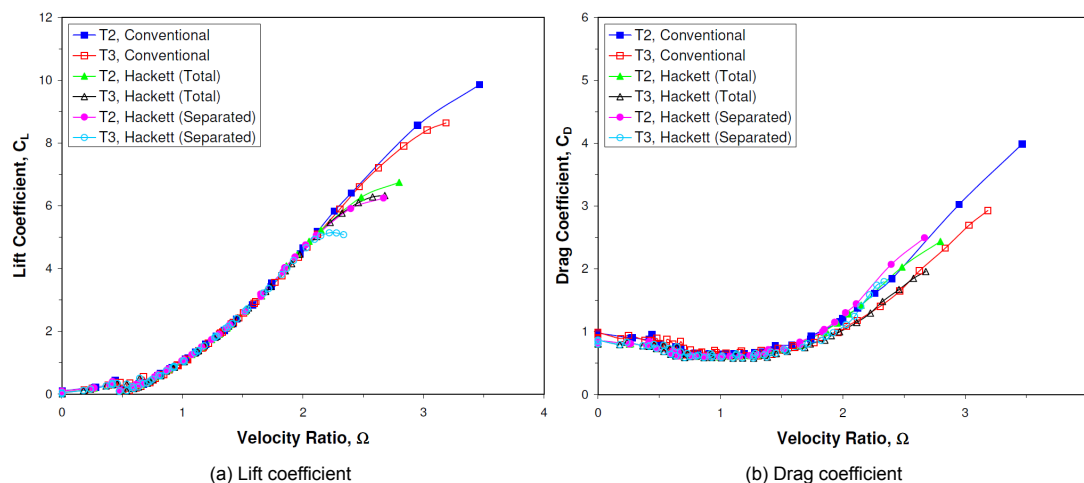 12
10
8
6
4
2
0
0
1
2
3
4
Lift Coefficient, C_L
Velocity Ratio, Ω
T2, Conventional
T3, Conventional
T2, Hackett (Total)
T3, Hackett (Total)
T2, Hackett (Separated)
T3, Hackett (Separated)
(a) Lift coefficient
6
5
4
3
2
1
0
0
1
2
3
Drag Coefficient, C_D
Velocity Ratio, Ω
T2, Conventional
T3, Conventional
T2, Hackett (Total)
T3, Hackett (Total)
T2, Hackett (Separated)
T3, Hackett (Separated)
(b) Drag coefficient